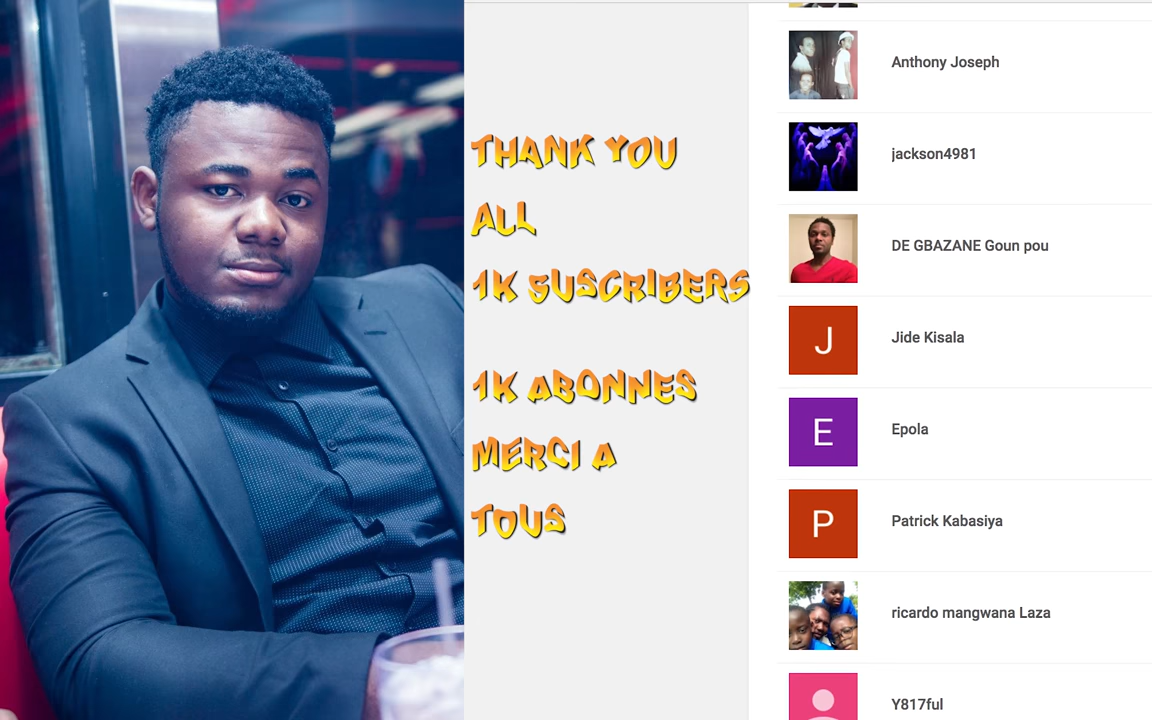 THANK YOU
ALL
1K SUSCRIBERS
1K ABONNES
MERCI A
TOUS
Anthony Joseph
jackson4981
DE GBAZANE Goun pou
J
Jide Kisala
E
Epola
P
Patrick Kabasiya
ricardo mangwana Laza
Y817ful